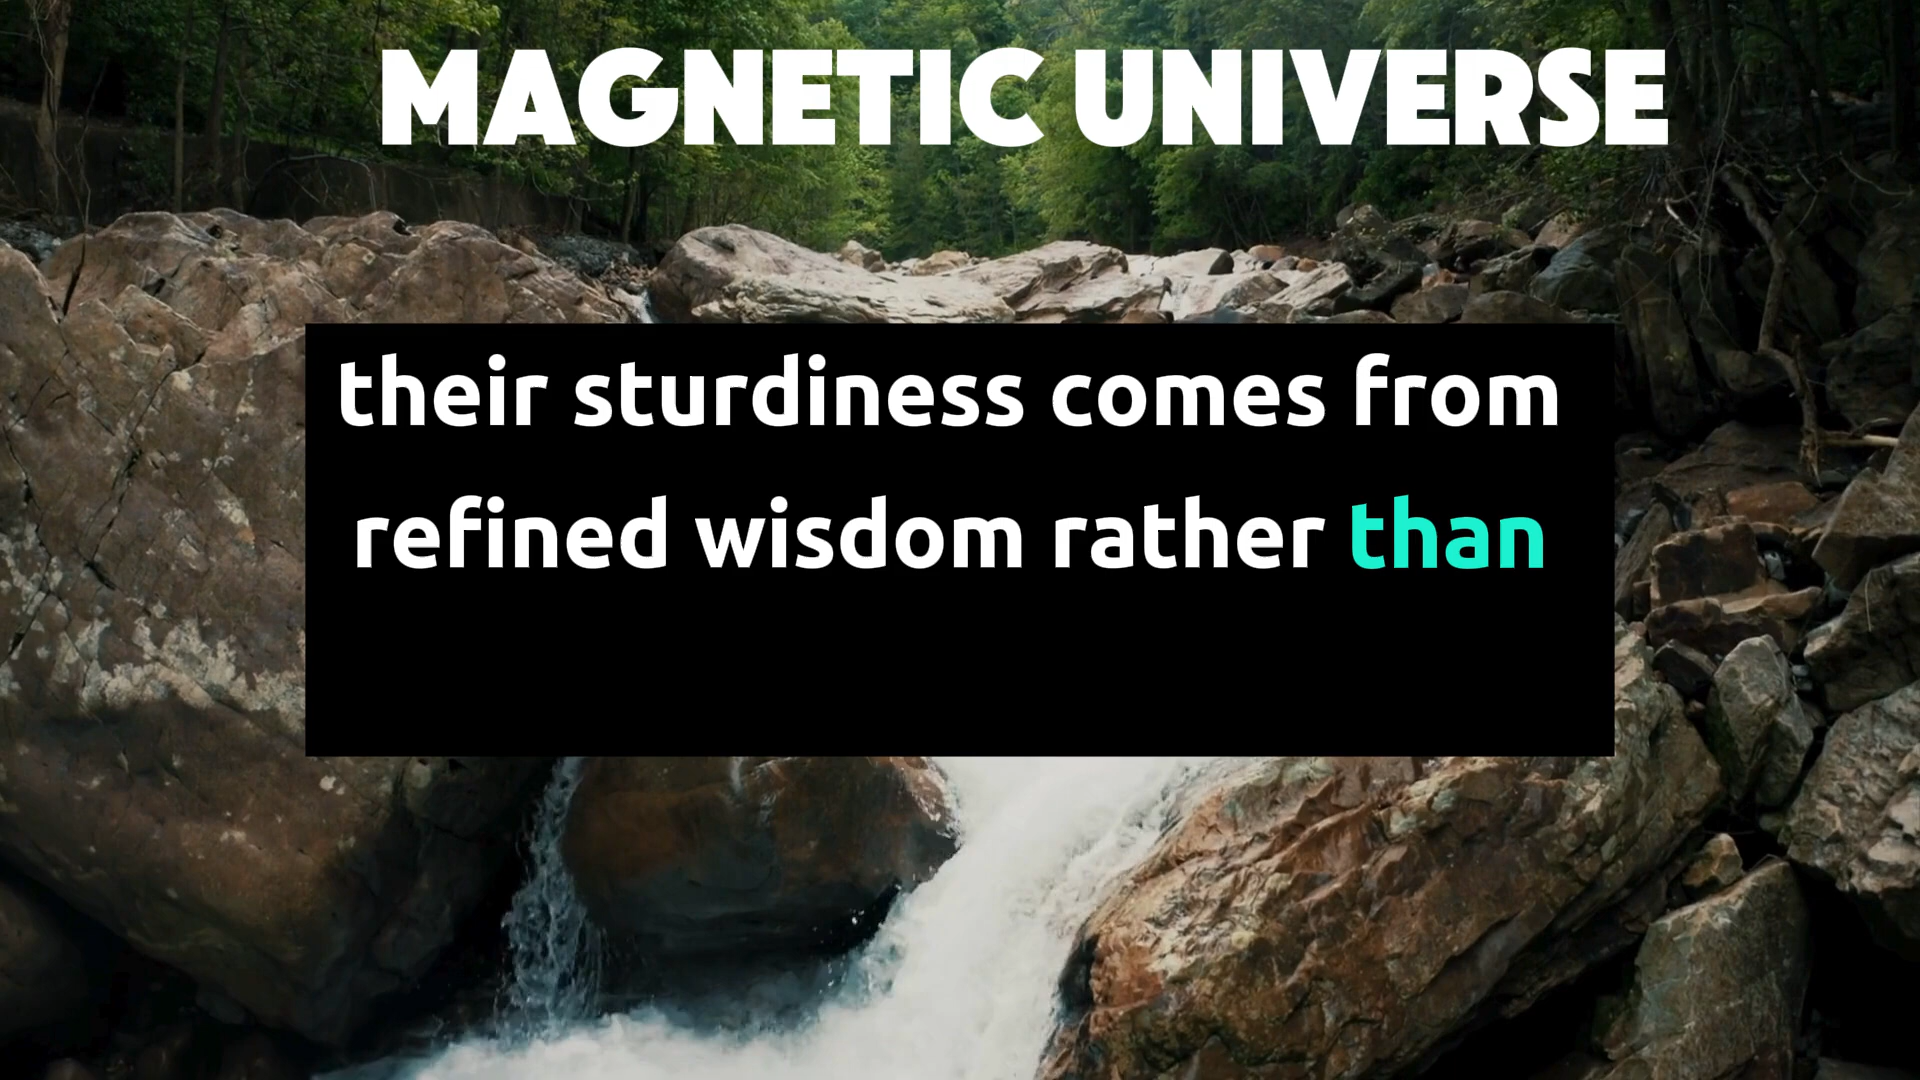 MAGNETIC UNIVERSE
their sturdiness comes from
refined wisdom rather than